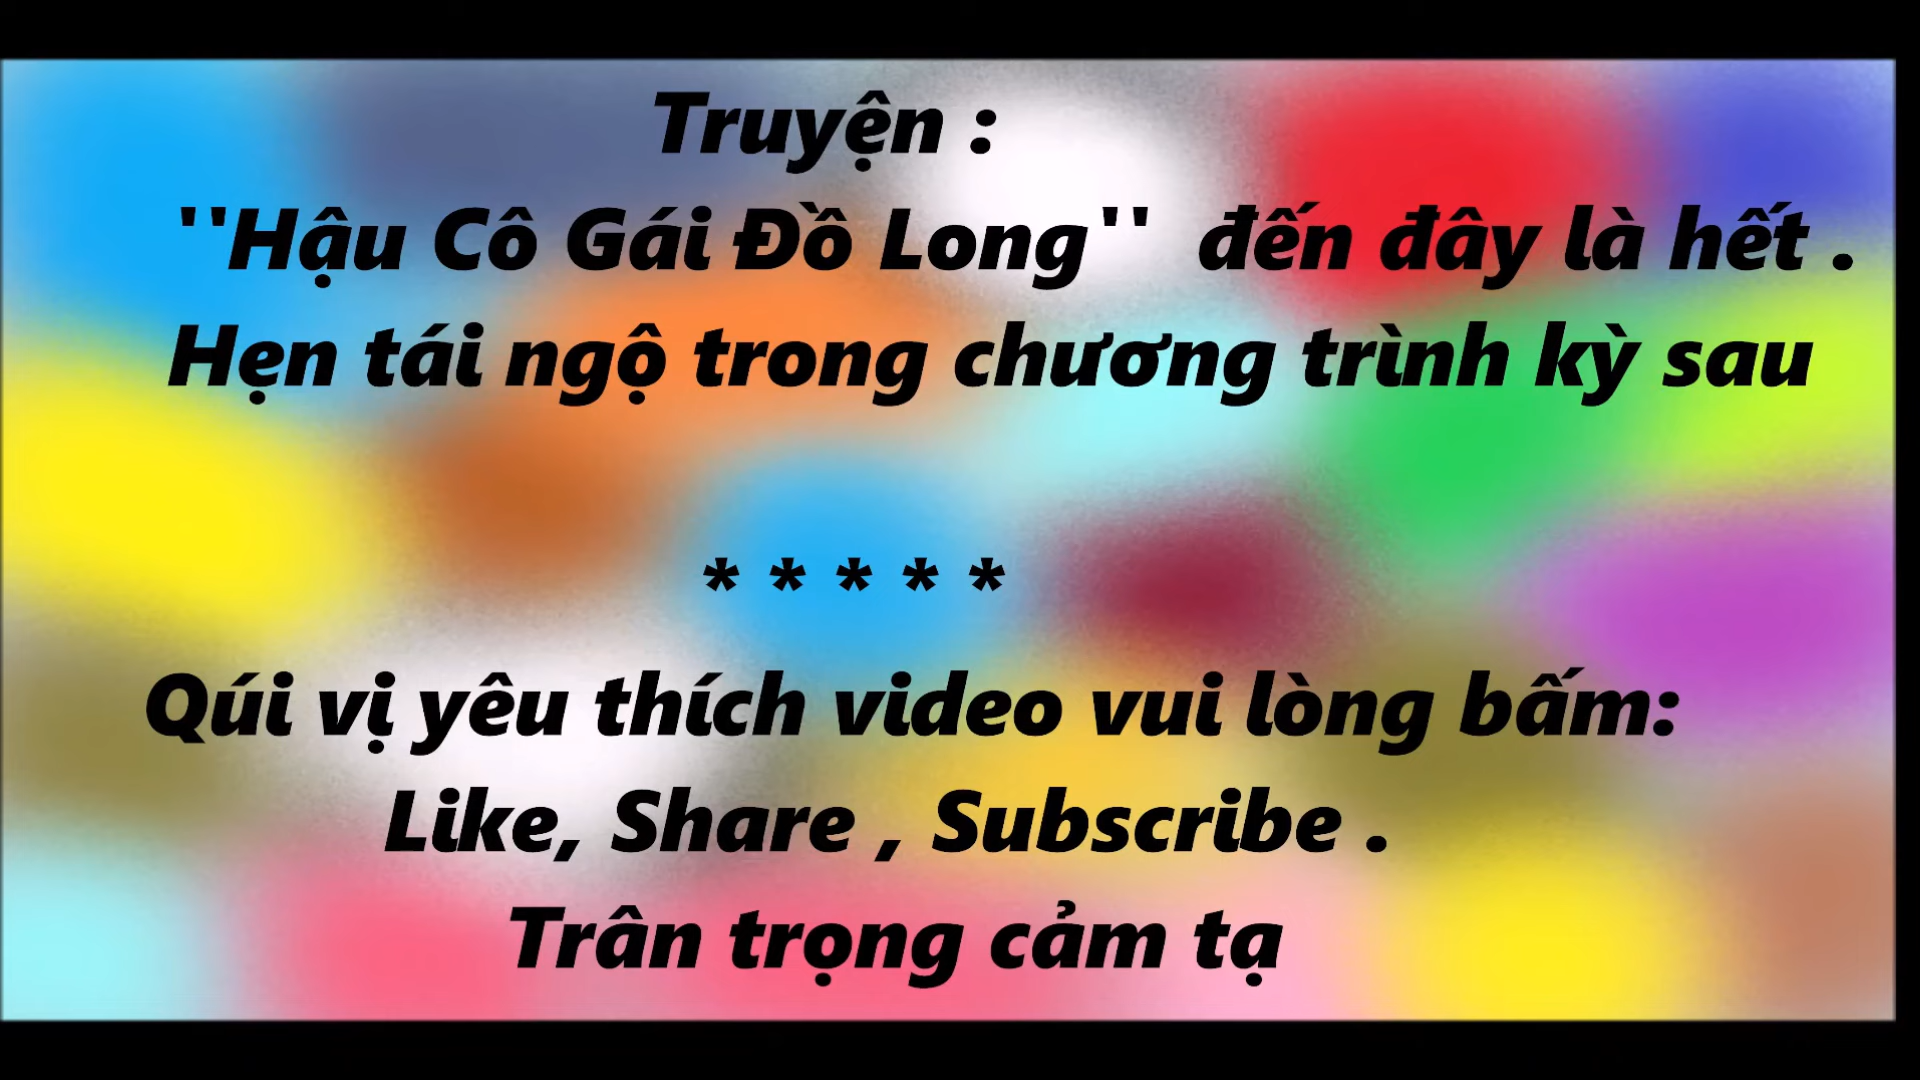 Truyện :
''Hậu Cô Gái Đồ Long'' đến đây là hết .
Hẹn tái ngộ trong chương trình kỳ sau
* * * * *
Qúi vị yêu thích video vui lòng bấm:
Like, Share , Subscribe .
Trân trọng cảm tạ